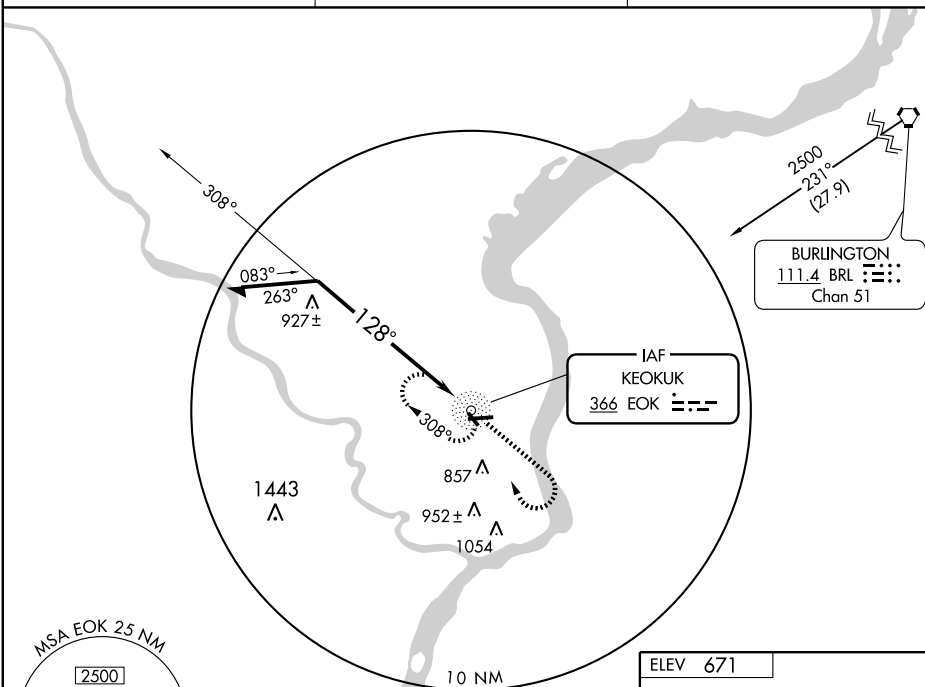 2500
231°
(27.9)
BURLINGTON
111.4 BRL
Chan 51
308°
083°
263°
927±
128°
IAF
KEOKUK
366 EOK
308°
857
1443
952±
1054
MSA EOK 25 NM
2500
10 NM
ELEV 671